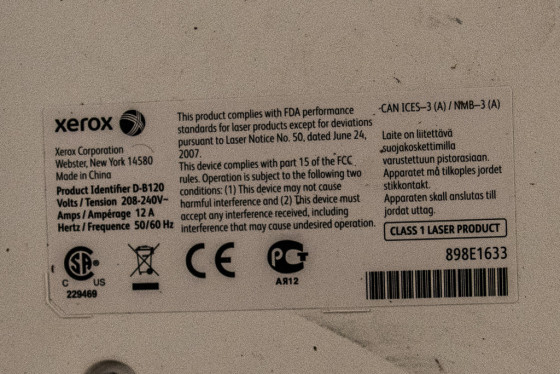 xerox
Xerox Corporation
Webster, New York 14580
Made in China
Product Identifier D-B120
Volts / Tension 208-240V~
Amps / Ampérage 12 A
Hertz / Frequence 50/60 Hz
This product complies with FDA performance
standards for laser products except for deviations
pursuant to Laser Notice No. 50, dated June 24,
2007.
This device complies with part 15 of the FCC
rules. Operation is subject to the following two
conditions: (1) This device may not cause
harmful interference and (2) this device must
accept any interference received, including
interference that may cause undesired operation.
CAN ICES-3 (A) / NMB-3 (A)
Laite on liitettävä
suojakoskettimilla
varustettuun pistorasiaan.
Apparatet må tilkoples jordet
stikkontakt.
Apparaten skall anslutas till
jordat uttag.
CLASS 1 LASER PRODUCT
898E1633
C SA US
229469
CE
PCT
АЯ12